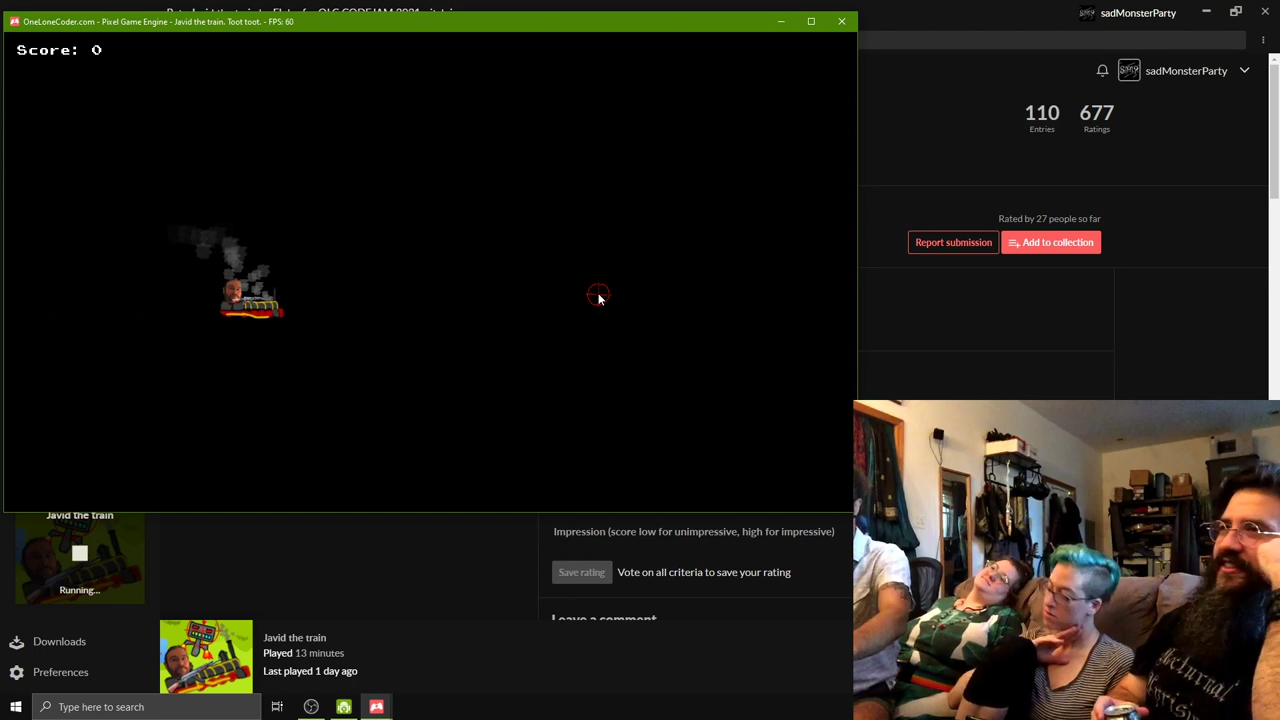 OneLoneCoder.com - Pixel Game Engine - Javid the train. Toot toot. - FPS: 60
sadMonsterParty
Score: 0
sadMonsterParty
110
677
Entries
Ratings
Rated by 27 people so far
Report submission
Add to collection
Javid the train
Running...
Impression (score low for unimpressive, high for impressive)
Save rating
Vote on all criteria to save your rating
Leave a comment
Downloads
Preferences
Javid the train
Played 13 minutes
Last played 1 day ago
Type here to search